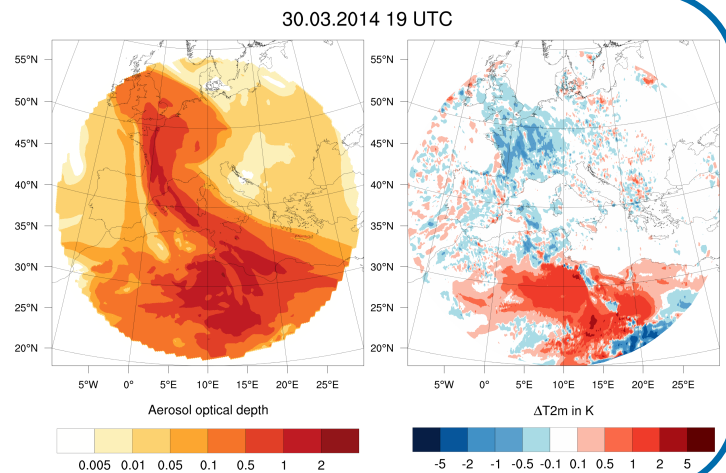 30.03.2014 19 UTC
55°N
50°N
45°N
40°N
35°N
30°N
25°N
20°N
5°W 0° 5°E 10°E 15°E 20°E 25°E
Aerosol optical depth
0.005 0.01 0.05 0.1 0.5 1 2
55°N
50°N
45°N
40°N
35°N
30°N
25°N
20°N
5°W 0° 5°E 10°E 15°E 20°E 25°E
ΔT2m in K
-5 -2 -1 -0.5 -0.1 0.1 0.5 1 2 5